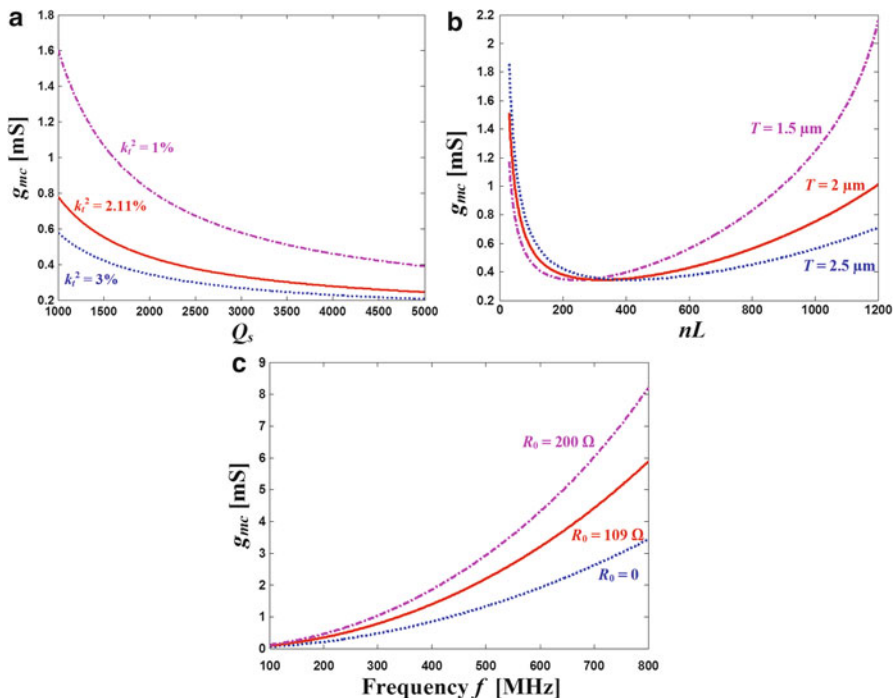 a
g_mc [mS]
1.8
1.6
1.4
1.2
1
0.8
0.6
0.4
0.2
k_t^2 = 1%
k_t^2 = 2.11%
k_t^2 = 3%
1000 1500 2000 2500 3000 3500 4000 4500 5000
Q_s
b
g_mc [mS]
2.2
2
1.8
1.6
1.4
1.2
1
0.8
0.6
0.4
0.2
T = 1.5 µm
T = 2 µm
T = 2.5 µm
0 200 400 600 800 1000 1200
nL
c
g_mc [mS]
9
8
7
6
5
4
3
2
1
0
R_0 = 200 Ω
R_0 = 109 Ω
R_0 = 0
100 200 300 400 500 600 700 800
Frequency f [MHz]